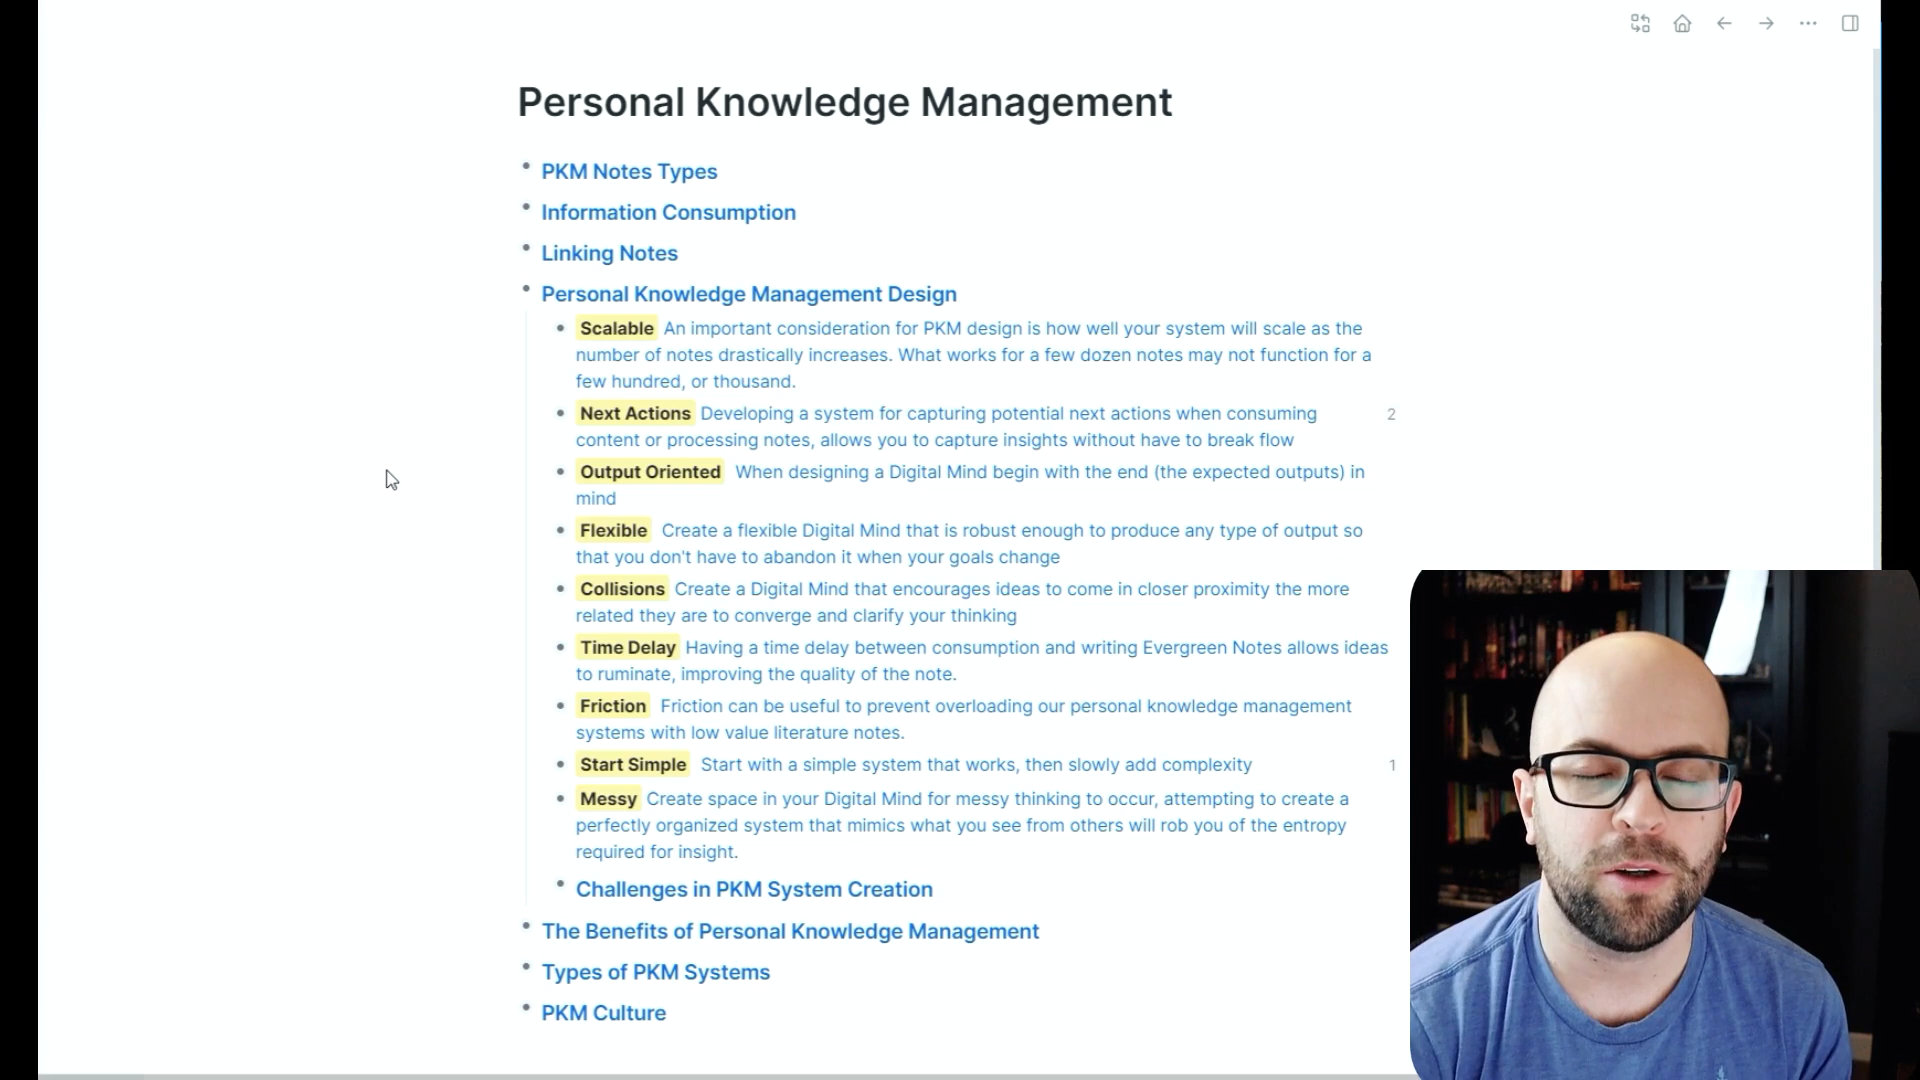 Personal Knowledge Management
PKM Notes Types
Information Consumption
Linking Notes
Personal Knowledge Management Design
Scalable An important consideration for PKM design is how well your system will scale as the
number of notes drastically increases. What works for a few dozen notes may not function for a
few hundred, or thousand.
Next Actions Developing a system for capturing potential next actions when consuming 2
content or processing notes, allows you to capture insights without have to break flow
Output Oriented When designing a Digital Mind begin with the end (the expected outputs) in
mind
Flexible Create a flexible Digital Mind that is robust enough to produce any type of output so
that you don't have to abandon it when your goals change
Collisions Create a Digital Mind that encourages ideas to come in closer proximity the more
related they are to converge and clarify your thinking
Time Delay Having a time delay between consumption and writing Evergreen Notes allows ideas
to ruminate, improving the quality of the note.
Friction Friction can be useful to prevent overloading our personal knowledge management
systems with low value literature notes.
Start Simple Start with a simple system that works, then slowly add complexity 1
Messy Create space in your Digital Mind for messy thinking to occur, attempting to create a
perfectly organized system that mimics what you see from others will rob you of the entropy
required for insight.
Challenges in PKM System Creation
The Benefits of Personal Knowledge Management
Types of PKM Systems
PKM Culture